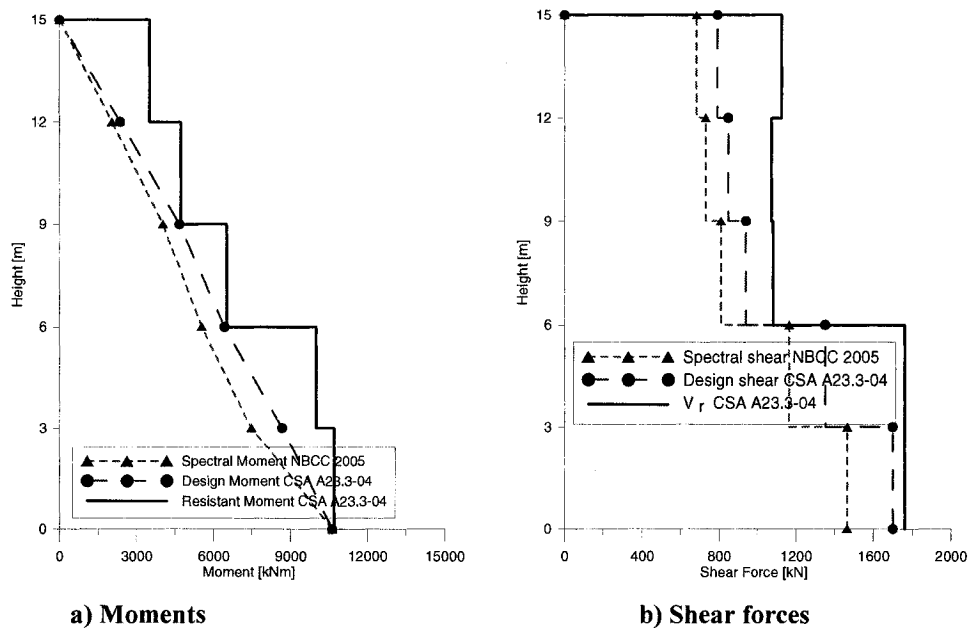 15
12
9
6
3
0
Height [m]
Spectral Moment NBCC 2005
Design Moment CSA A23.3-04
Resistant Moment CSA A23.3-04
0 3000 6000 9000 12000 15000
Moment [kNm]
a) Moments
15
12
9
6
3
0
Height [m]
Spectral shear NBCC 2005
Design shear CSA A23.3-04
V r CSA A23.3-04
0 400 800 1200 1600 2000
Shear Force [kN]
b) Shear forces